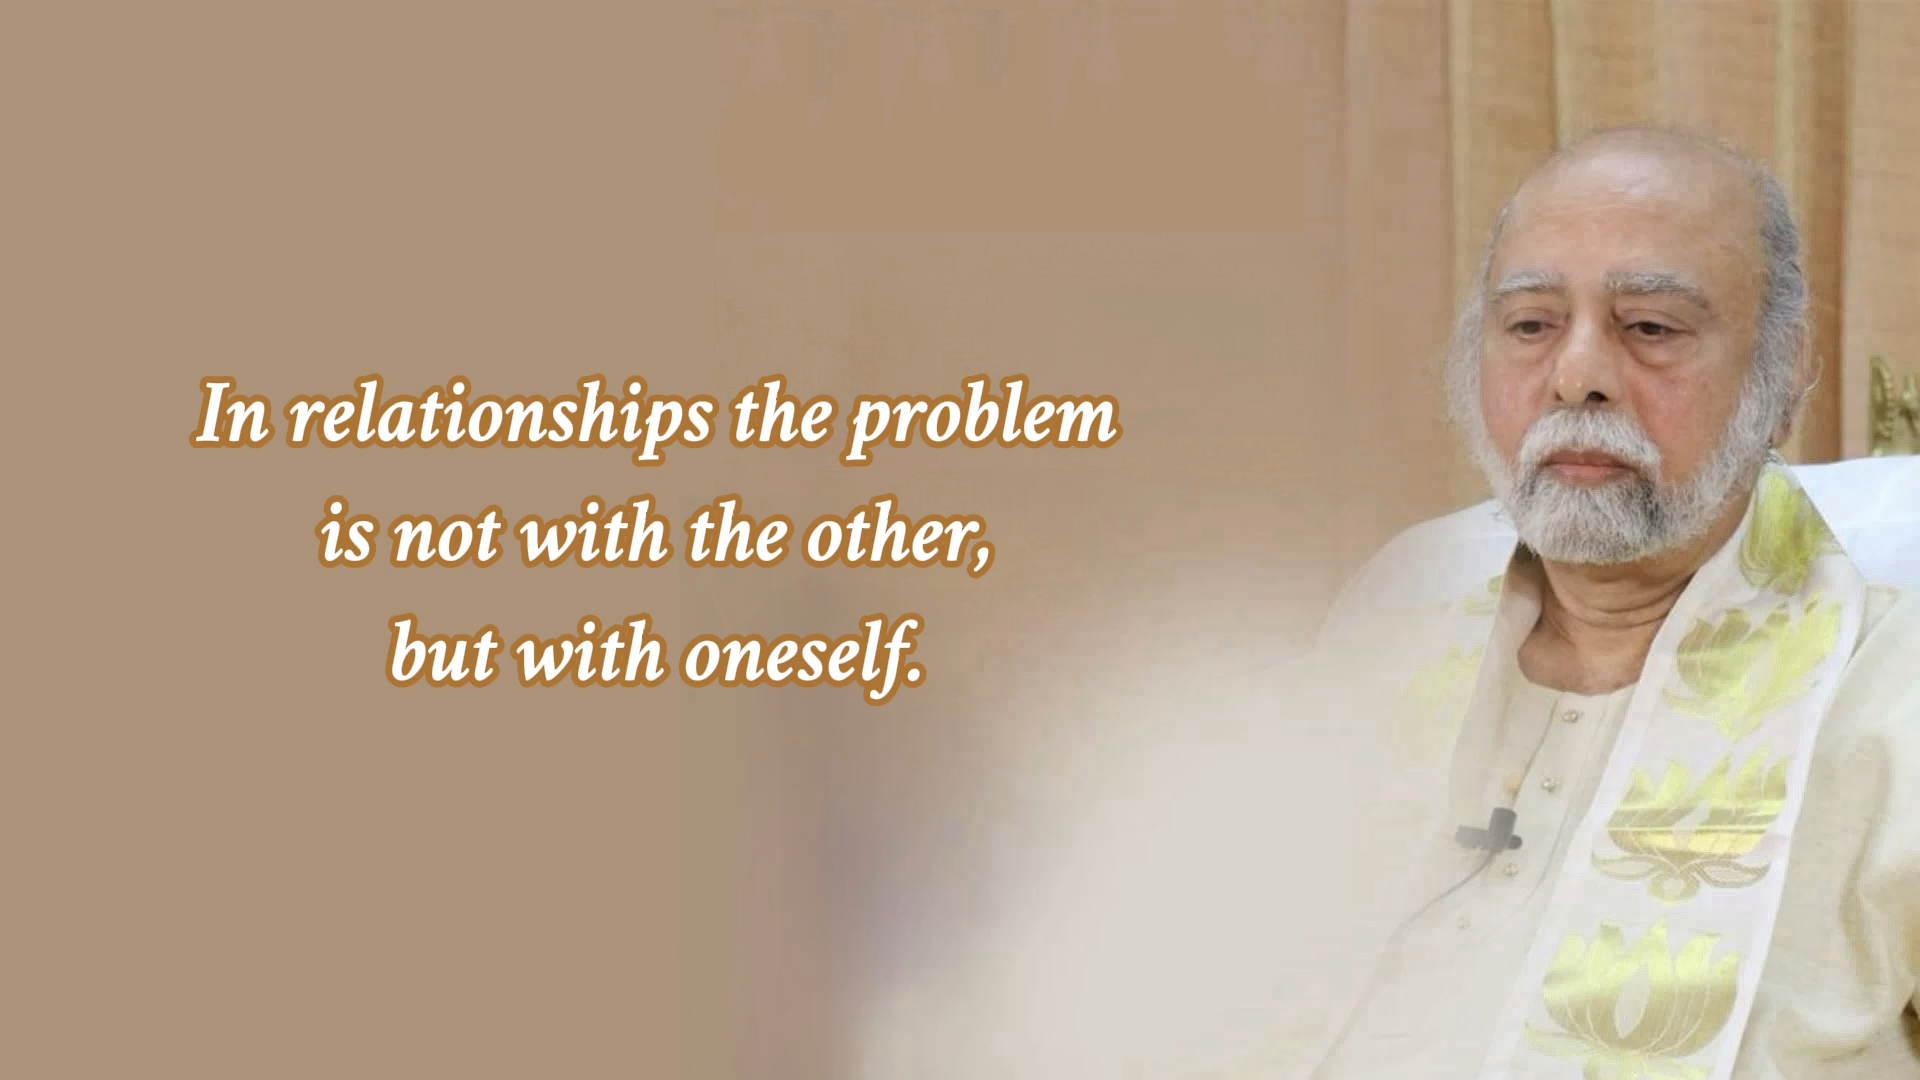 In relationships the problem
is not with the other,
but with oneself.